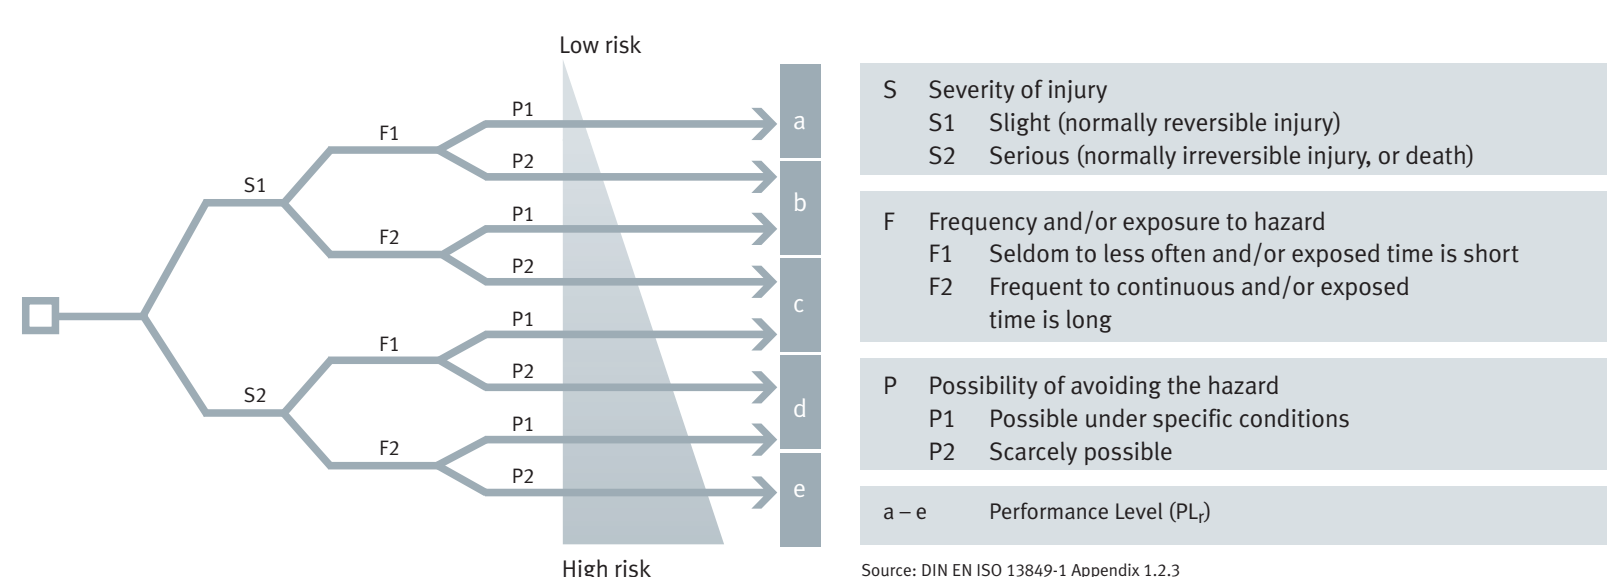 Low risk
P1
F1
a
P2
S1
b
P1
F2
P2
c
P1
F1
P2
S2
d
P1
F2
P2
e
High risk
S Severity of injury
S1 Slight (normally reversible injury)
S2 Serious (normally irreversible injury, or death)
F Frequency and/or exposure to hazard
F1 Seldom to less often and/or exposed time is short
F2 Frequent to continuous and/or exposed
time is long
P Possibility of avoiding the hazard
P1 Possible under specific conditions
P2 Scarcely possible
a – e Performance Level (PLr)
Source: DIN EN ISO 13849-1 Appendix 1.2.3